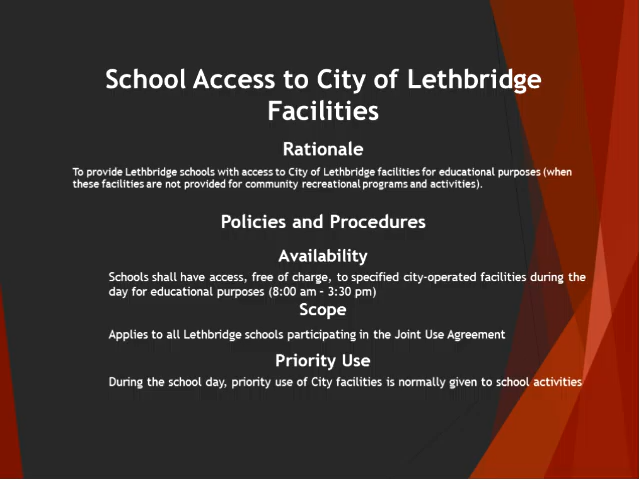 School Access to City of Lethbridge
Facilities
Rationale
To provide Lethbridge schools with access to City of Lethbridge facilities for educational purposes (when
these facilities are not provided for community recreational programs and activities).
Policies and Procedures
Availability
Schools shall have access, free of charge, to specified city-operated facilities during the
day for educational purposes (8:00 am – 3:30 pm)
Scope
Applies to all Lethbridge schools participating in the Joint Use Agreement
Priority Use
During the school day, priority use of City facilities is normally given to school activities